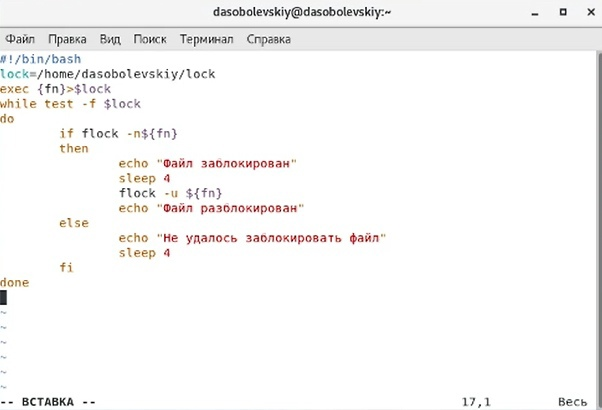 dasobolevskiy@dasobolevskiy:~
Файл Правка Вид Поиск Терминал Справка
#!/bin/bash
lock=/home/dasobolevskiy/lock
exec {fn}>$lock
while test -f $lock
do
        if flock -n${fn}
        then
                echo "Файл заблокирован"
                sleep 4
                flock -u ${fn}
                echo "Файл разблокирован"
        else
                echo "Не удалось заблокировать файл"
                sleep 4
        fi
done
~
~
~
~
~
~
-- ВСТАВКА -- 17,1 Весь